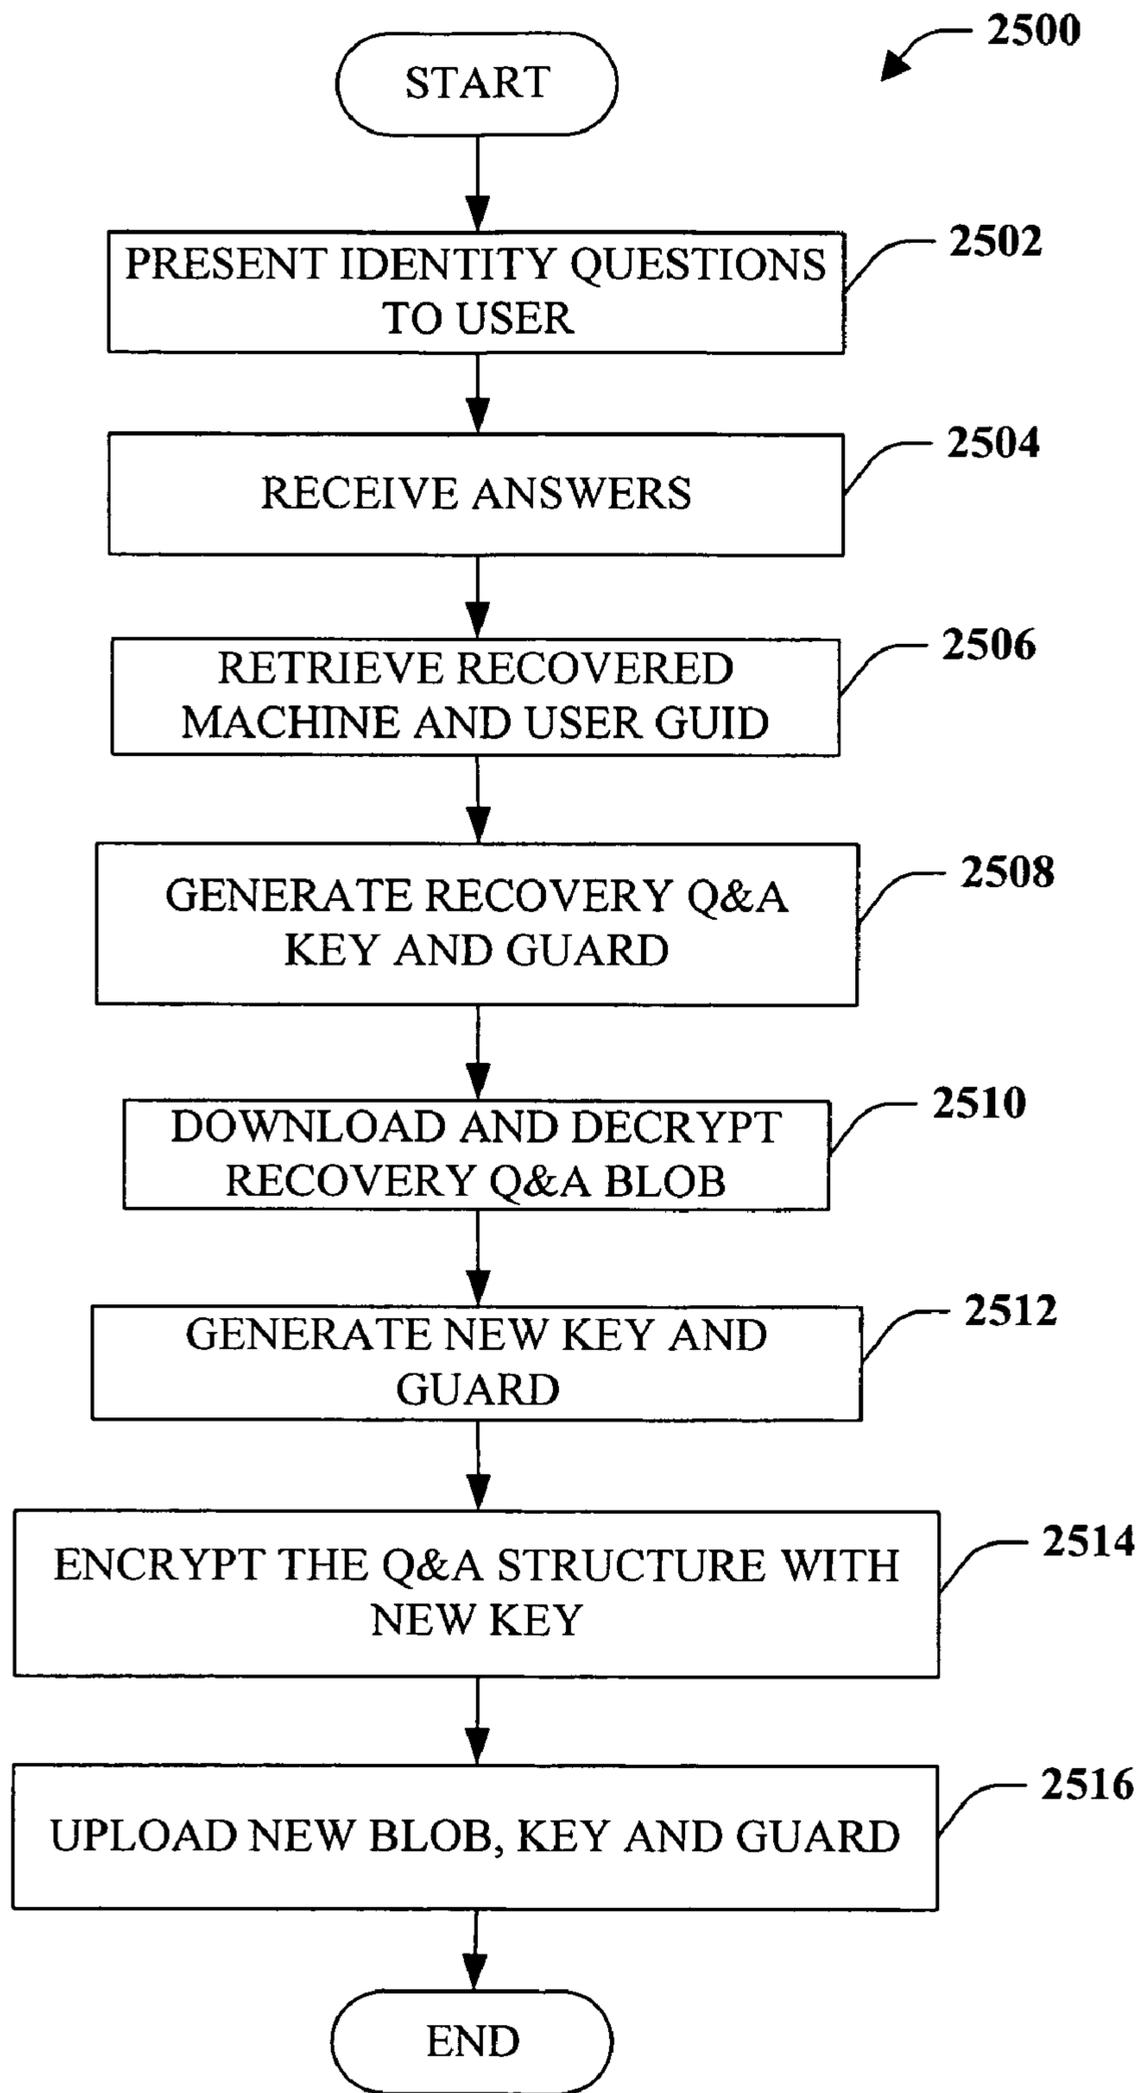 2500
START
2502
PRESENT IDENTITY QUESTIONS
TO USER
2504
RECEIVE ANSWERS
2506
RETRIEVE RECOVERED
MACHINE AND USER GUID
2508
GENERATE RECOVERY Q&A
KEY AND GUARD
2510
DOWNLOAD AND DECRYPT
RECOVERY Q&A BLOB
2512
GENERATE NEW KEY AND
GUARD
2514
ENCRYPT THE Q&A STRUCTURE WITH
NEW KEY
2516
UPLOAD NEW BLOB, KEY AND GUARD
END